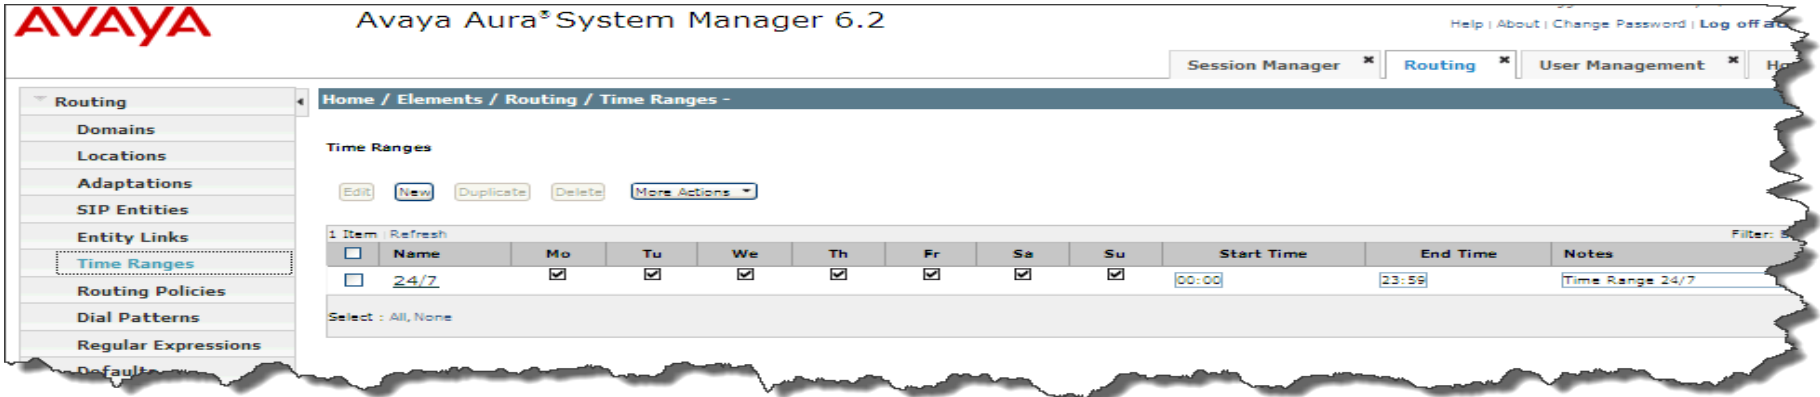 AVAYA
Avaya Aura® System Manager 6.2
Help | About | Change Password | Log off
Session Manager ✖ Routing ✖ User Management ✖
Routing
Home / Elements / Routing / Time Ranges -
Domains
Locations
Adaptations
SIP Entities
Entity Links
Time Ranges
Routing Policies
Dial Patterns
Regular Expressions
Time Ranges
Edit New Duplicate Delete More Actions
1 Item | Refresh Filter:
Name Mo Tu We Th Fr Sa Su Start Time End Time Notes
24/7 00:00 23:59 Time Range 24/7
Select : All, None